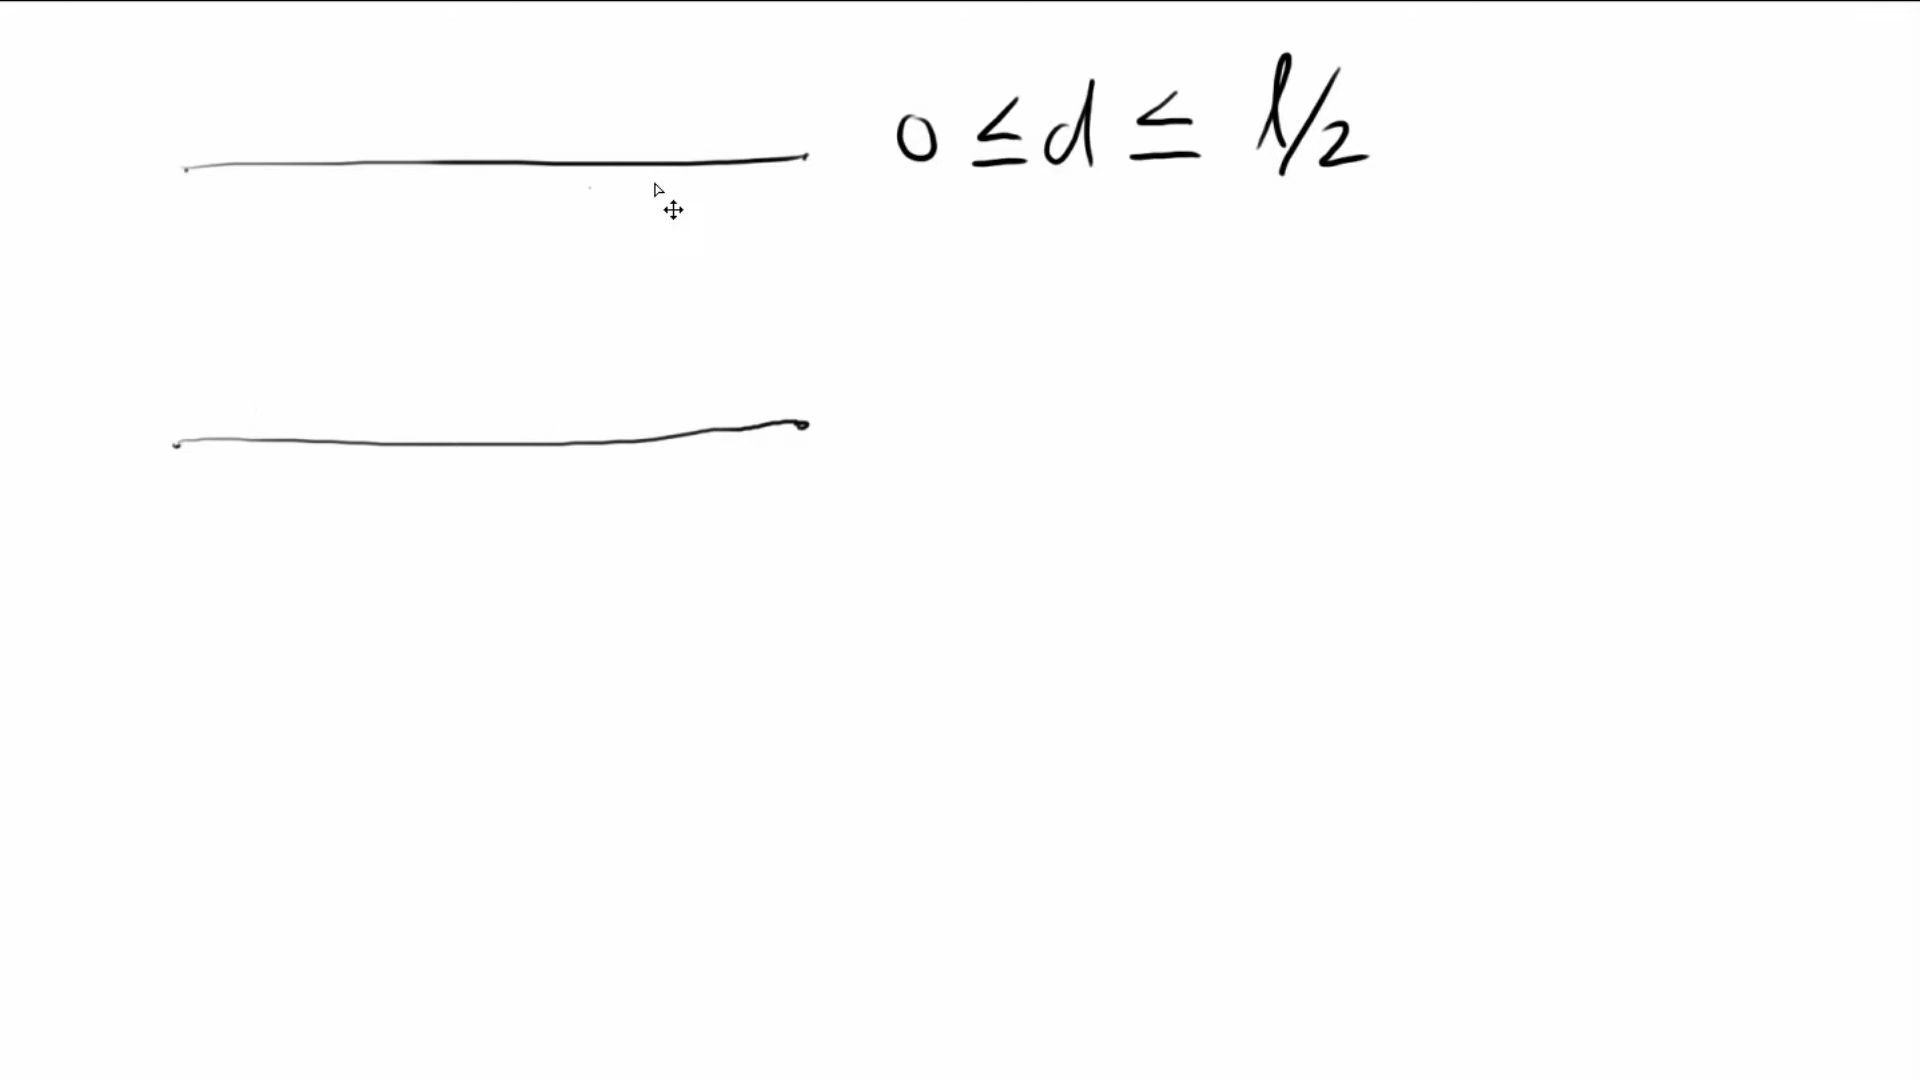 0 ≤ d ≤ l/2